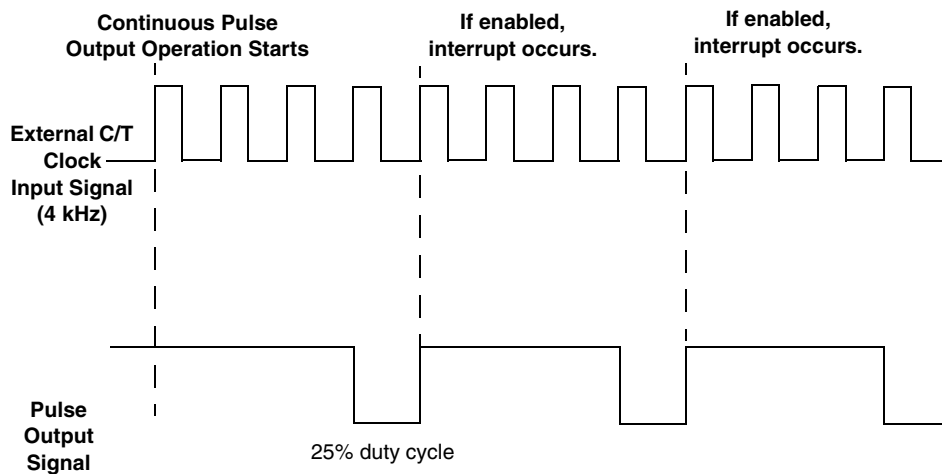 Continuous Pulse
Output Operation Starts
If enabled,
interrupt occurs.
If enabled,
interrupt occurs.
External C/T
Clock
Input Signal
(4 kHz)
Pulse
Output
Signal
25% duty cycle